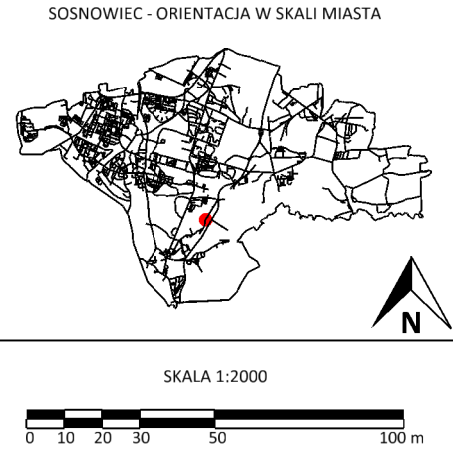 SOSNOWIEC - ORIENTACJA W SKALI MIASTA
N
SKALA 1:2000
0 10 20 30 50 100 m